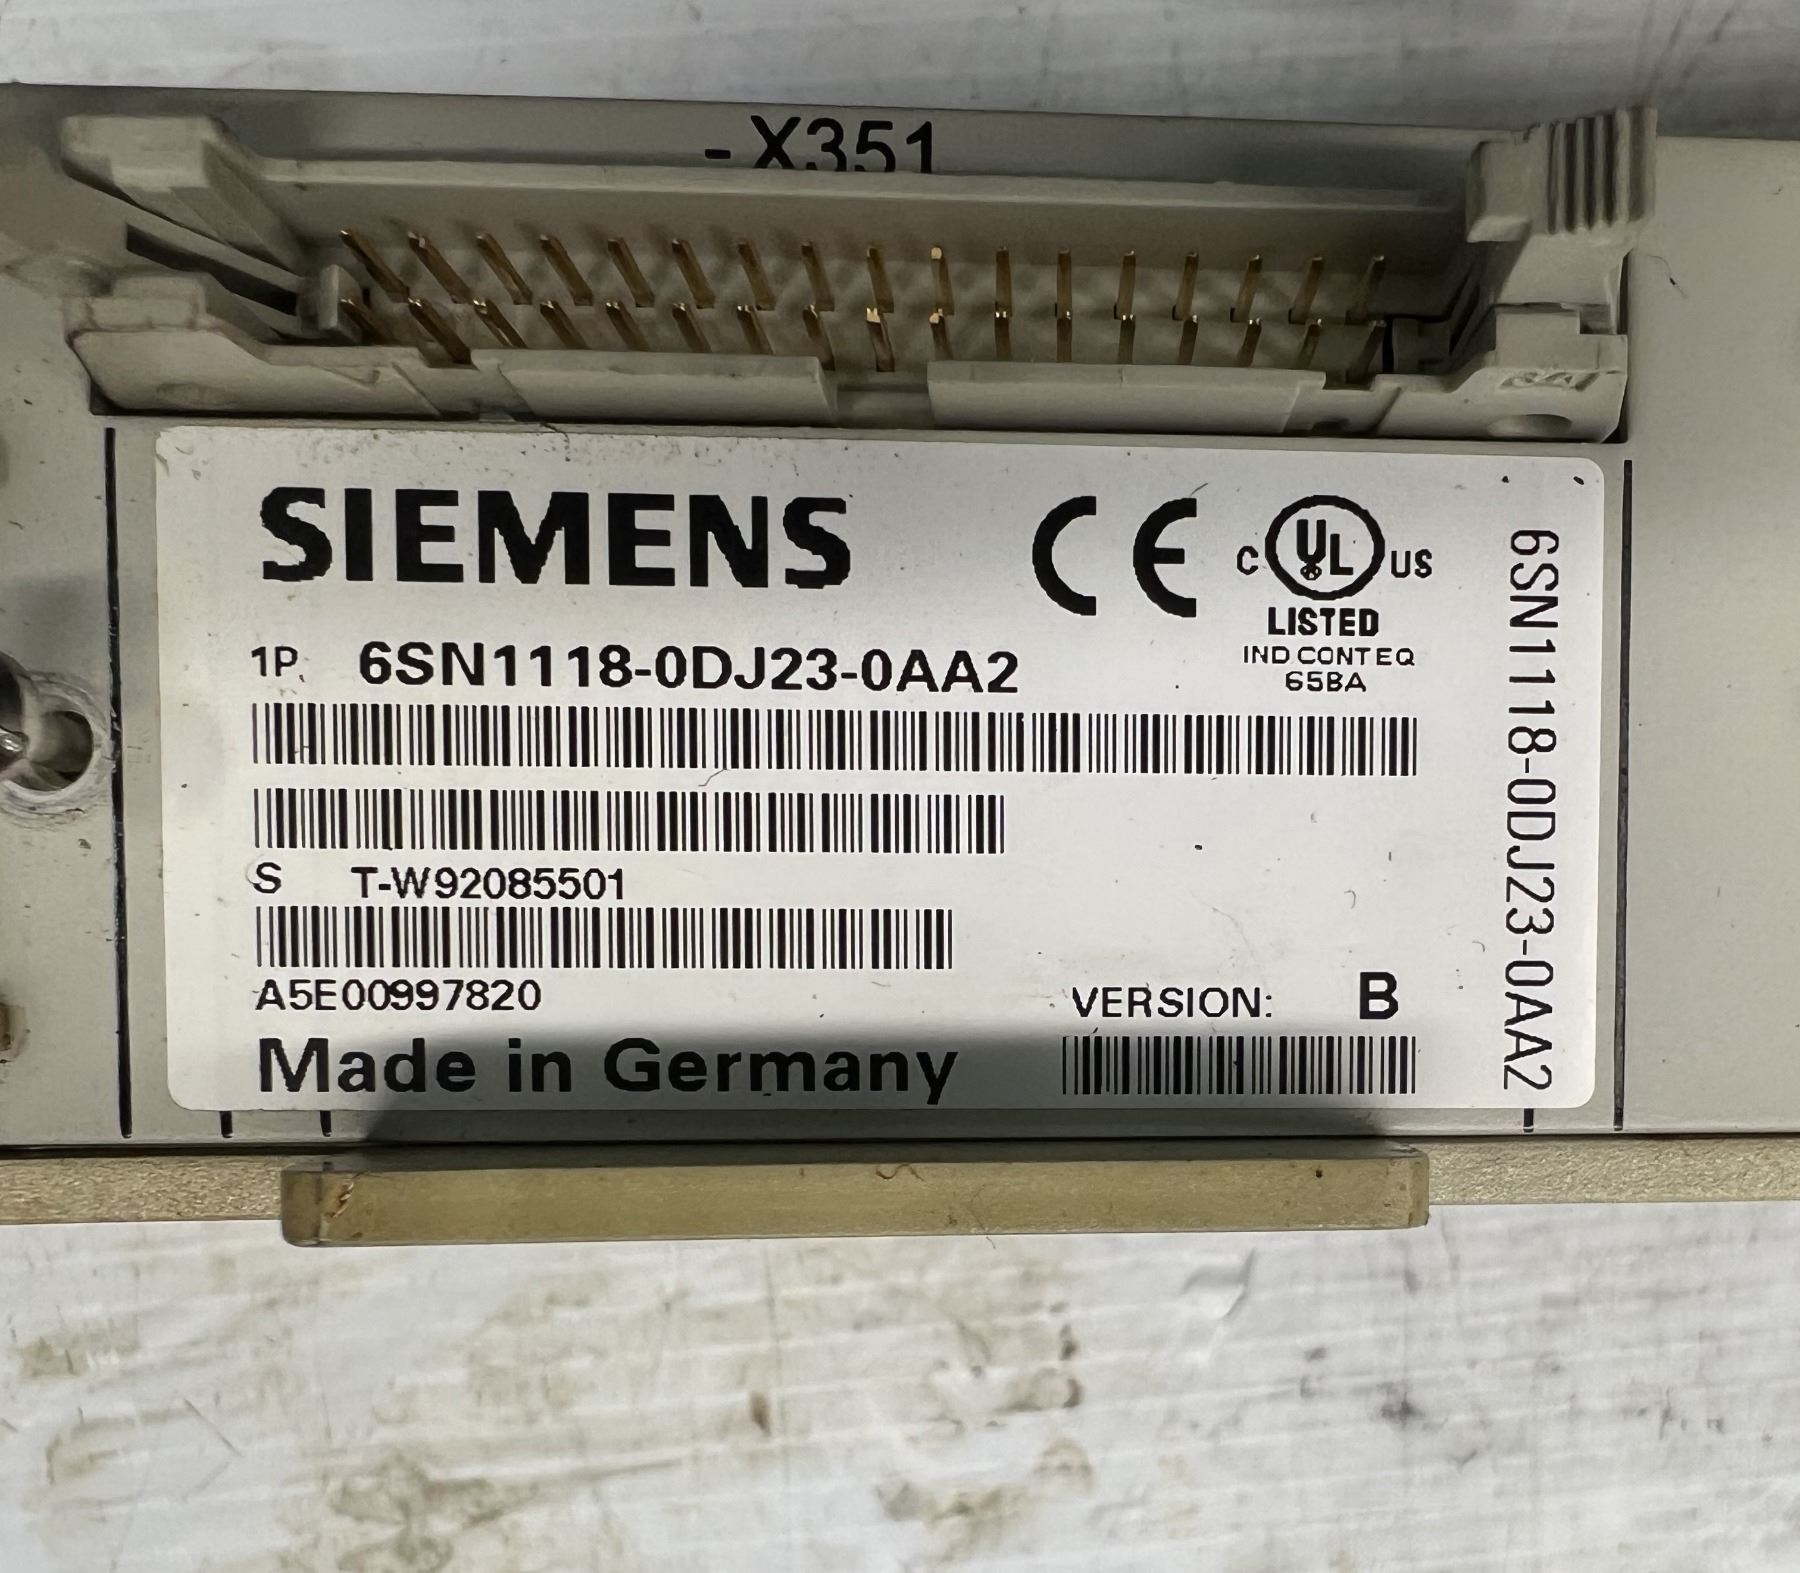 -X351
SIEMENS
CE
C UL US
LISTED
IND CONT EQ
65BA
1P. 6SN1118-0DJ23-0AA2
S T-W92085501
A5E00997820
VERSION: B
Made in Germany
6SN1118-0DJ23-0AA2